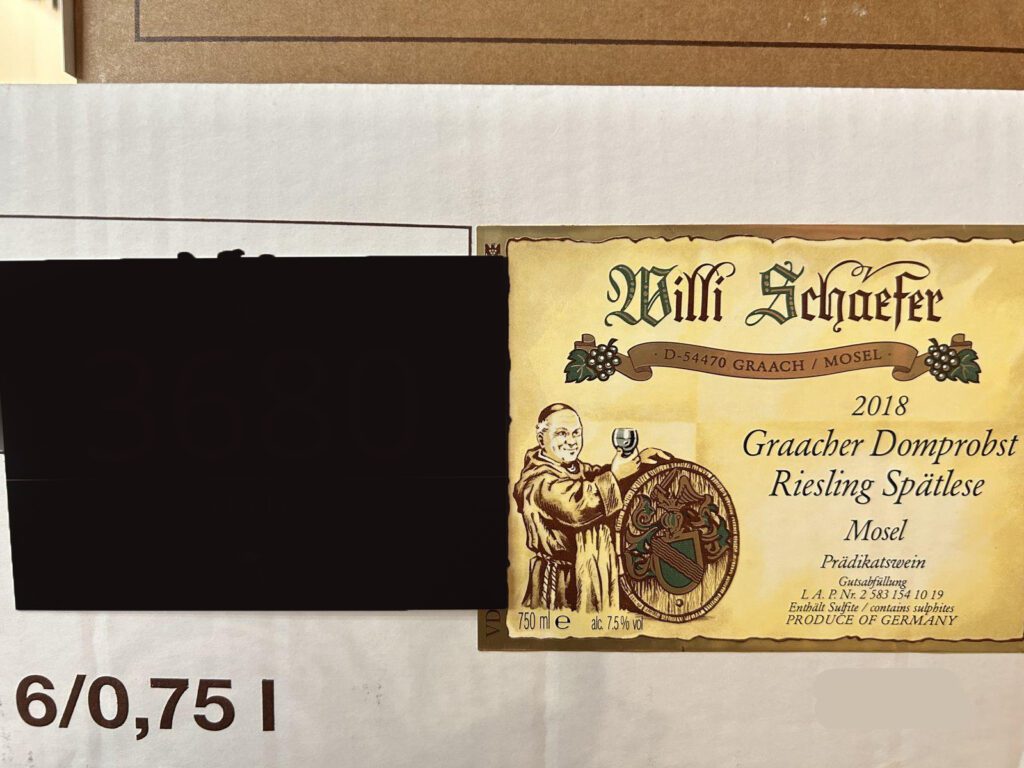 Willi Schaefer
· D-54470 GRAACH / MOSEL ·
2018
Graacher Domprobst
Riesling Spätlese
Mosel
Prädikatswein
Gutsabfüllung
L. A. P. Nr. 2 583 154 10 19
Enthält Sulfite / contains sulphites
PRODUCE OF GERMANY
750 ml e alc. 7.5 % vol
3680
6/0,75 l